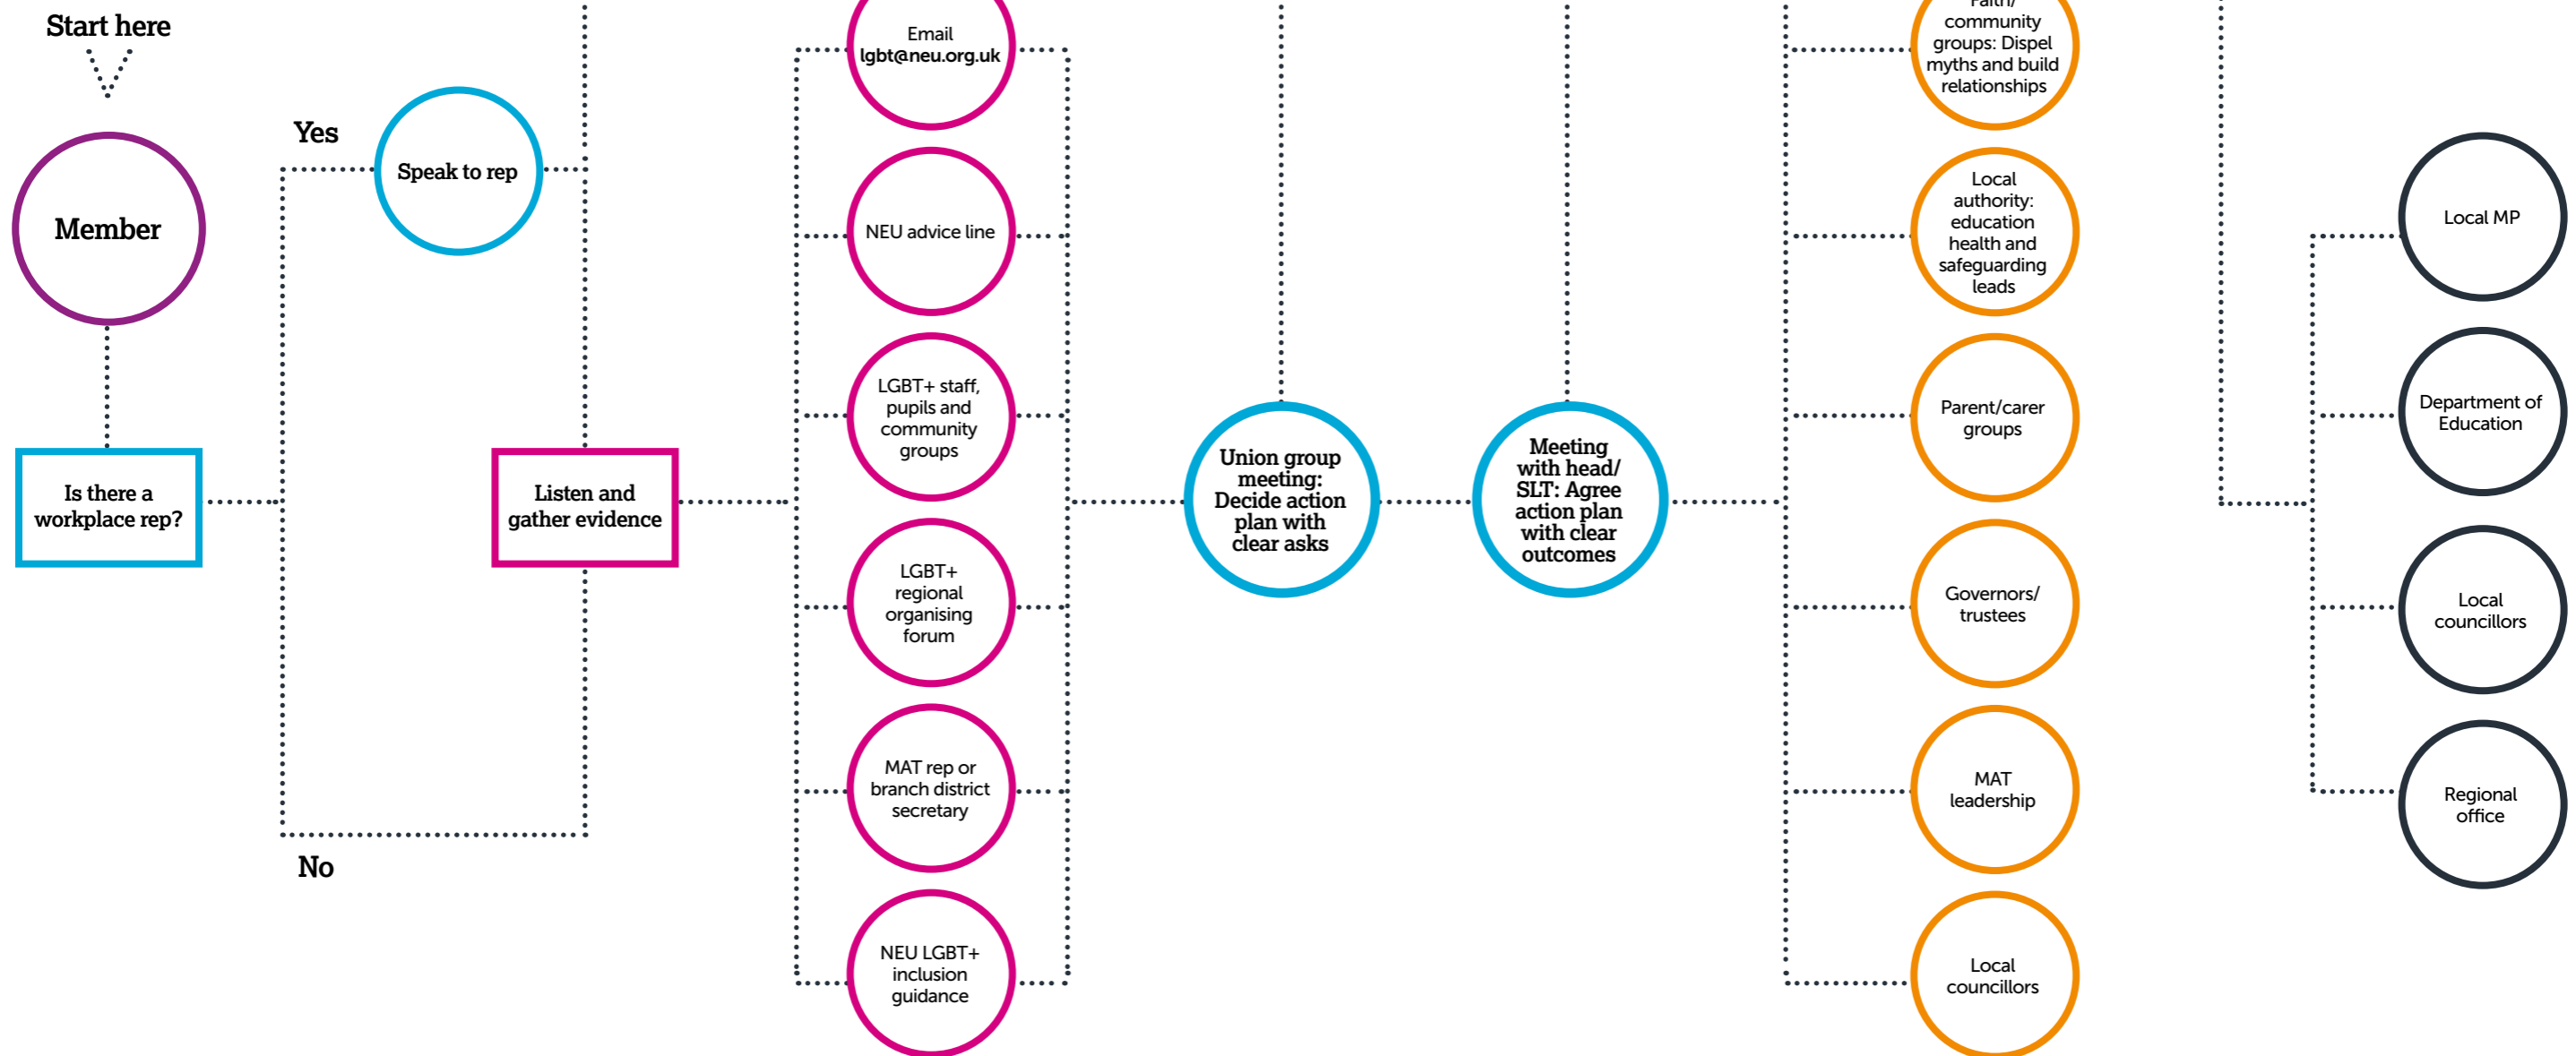 Start here
Member
Is there a
workplace rep?
Yes
No
Speak to rep
Listen and
gather evidence
Email
lgbt@neu.org.uk
NEU advice line
LGBT+ staff,
pupils and
community
groups
LGBT+
regional
organising
forum
MAT rep or
branch district
secretary
NEU LGBT+
inclusion
guidance
Union group
meeting:
Decide action
plan with
clear asks
Meeting
with head/
SLT: Agree
action plan
with clear
outcomes
Faith/
community
groups: Dispel
myths and build
relationships
Local
authority:
education
health and
safeguarding
leads
Parent/carer
groups
Governors/
trustees
MAT
leadership
Local
councillors
Local MP
Department of
Education
Local
councillors
Regional
office